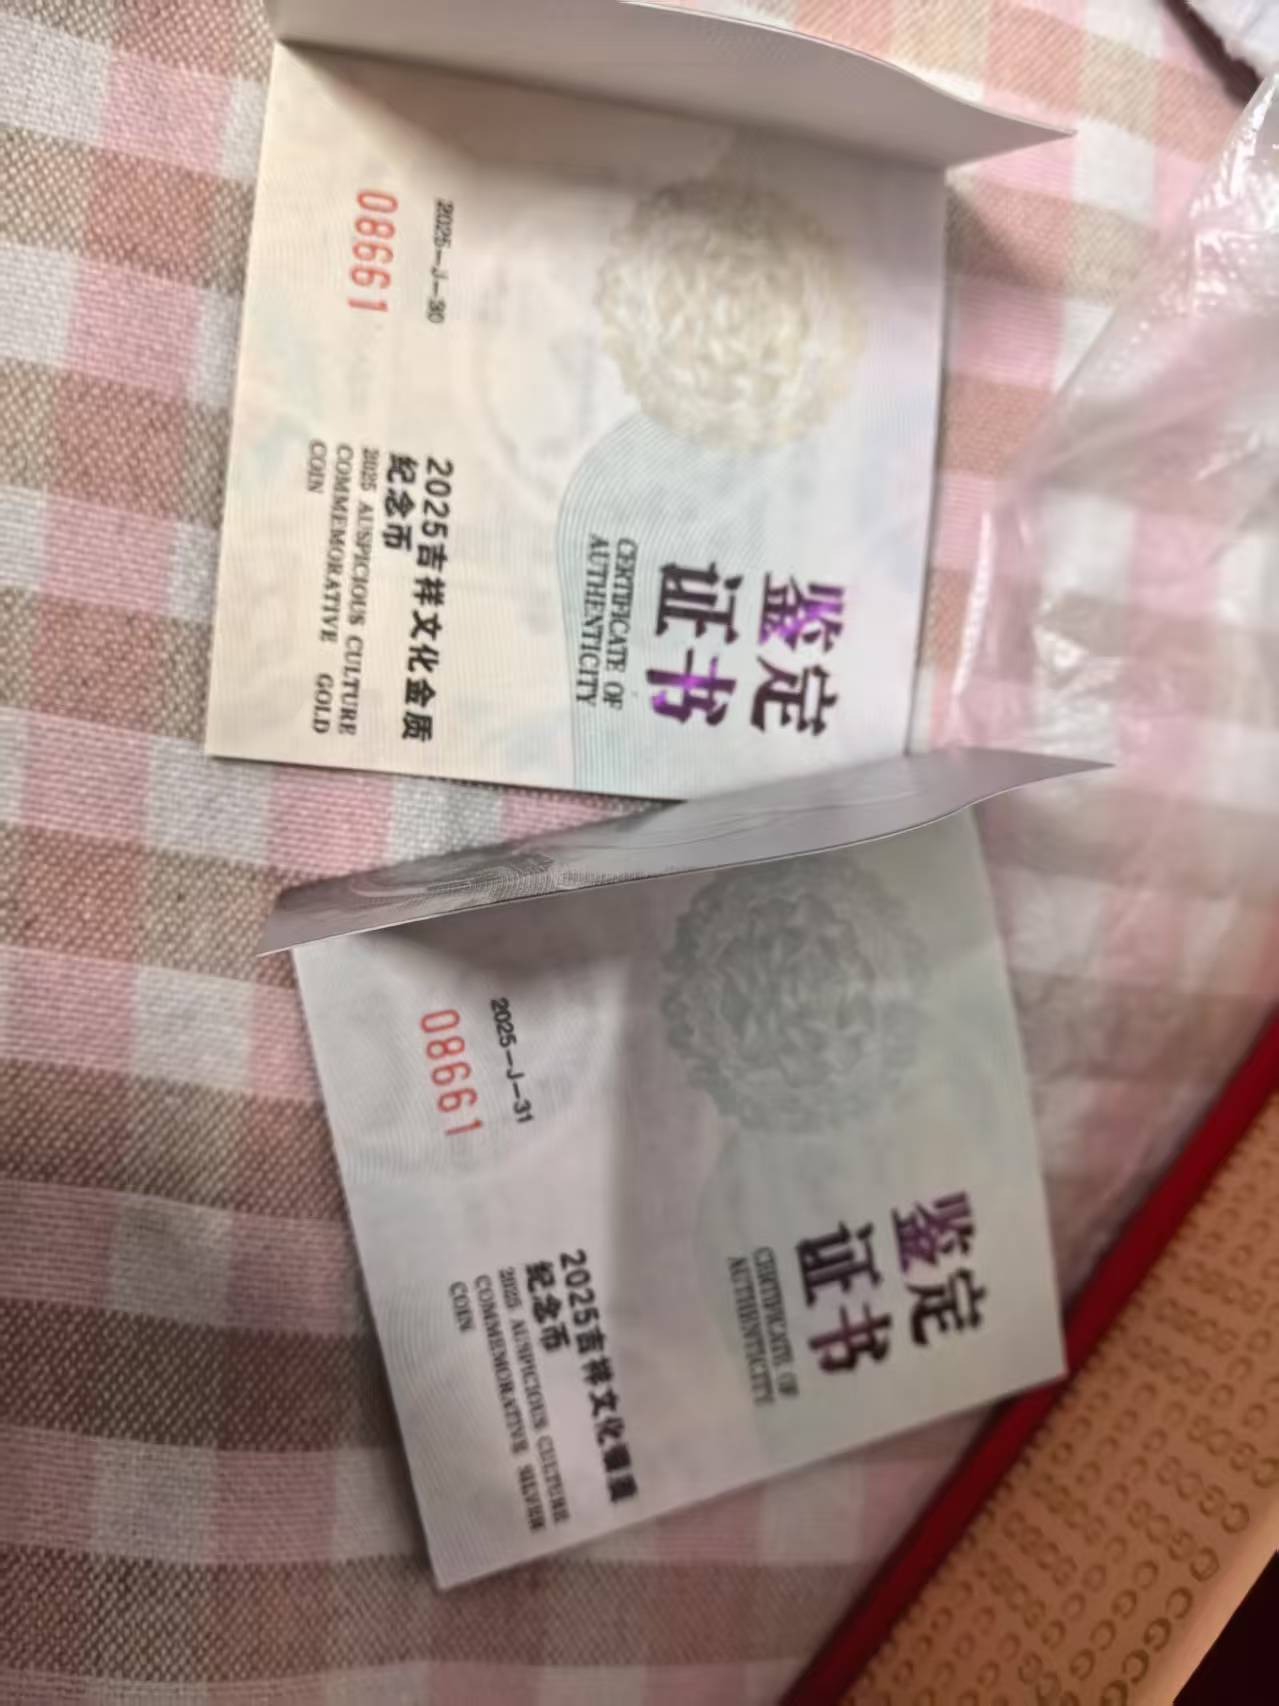 鉴定
证书
CERTIFICATE OF
AUTHENTICITY
2025—J—30
08661
2025吉祥文化金质
纪念币
2025 AUSPICIOUS CULTURE
COMMEMORATIVE GOLD
COIN
鉴定
证书
CERTIFICATE OF
AUTHENTICITY
2025—J—31
08661
2025吉祥文化银质
纪念币
2025 AUSPICIOUS CULTURE
COMMEMORATIVE SILVER
COIN